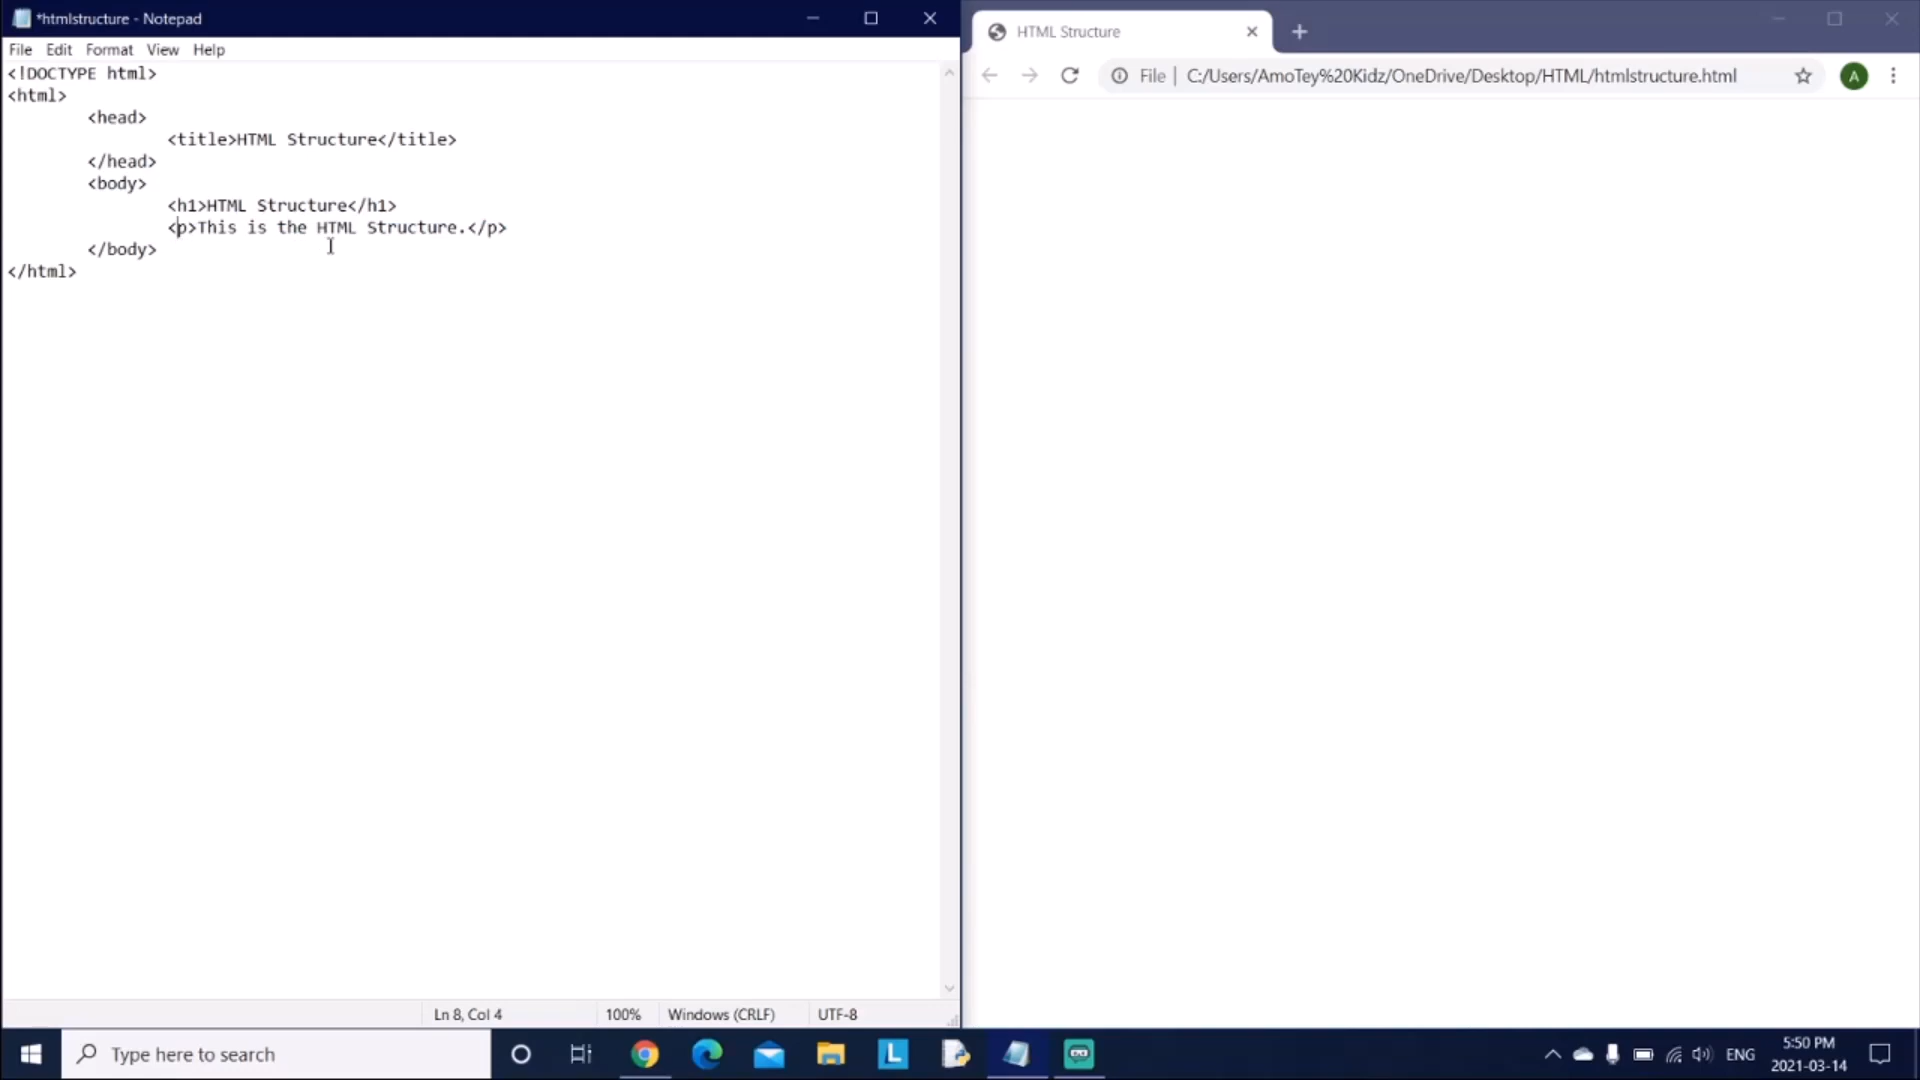 *htmlstructure - Notepad
File Edit Format View Help
<!DOCTYPE html>
<html>
<head>
<title>HTML Structure</title>
</head>
<body>
<h1>HTML Structure</h1>
<p>This is the HTML Structure.</p>
</body>
</html>
Ln 8, Col 4 100% Windows (CRLF) UTF-8
HTML Structure
File C:/Users/AmoTey%20Kidz/OneDrive/Desktop/HTML/htmlstructure.html A
Type here to search
L
ENG
5:50 PM
2021-03-14